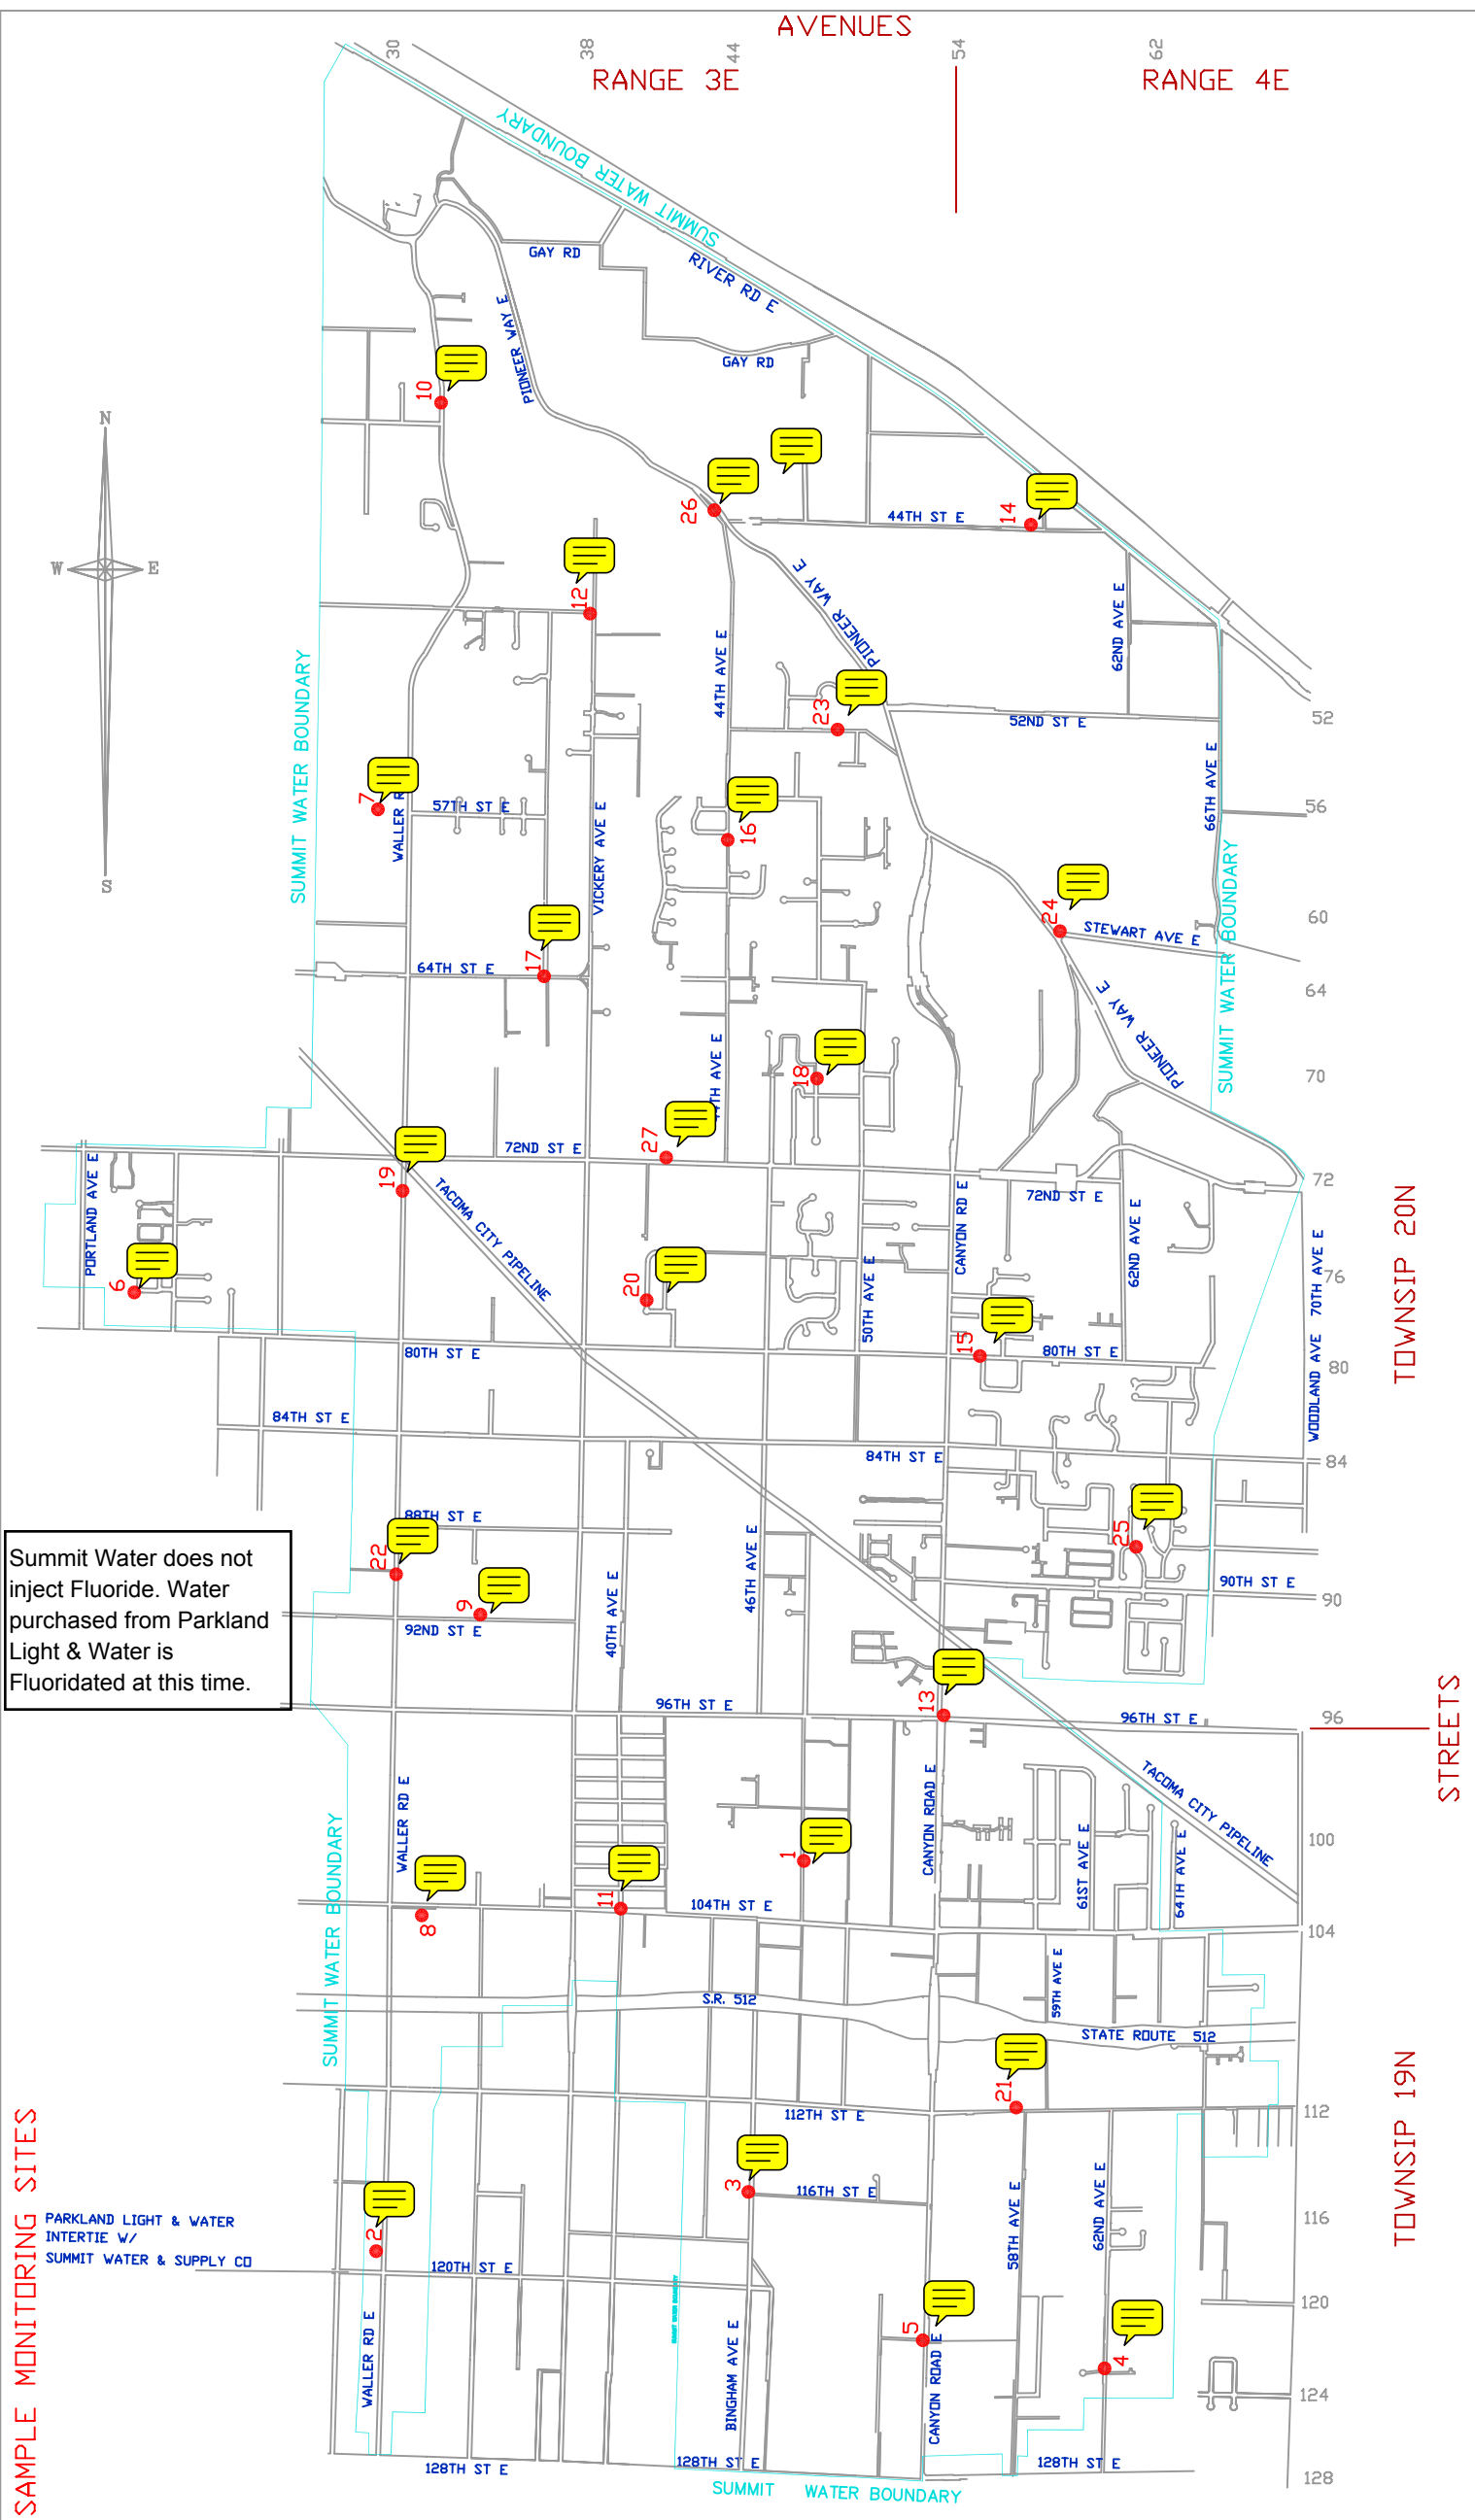 AVENUES
30
38
44
54
62
RANGE 3E
RANGE 4E
SUMMIT WATER BOUNDARY
GAY RD
RIVER RD E
PIONEER WAY E
GAY RD
10
N
W
E
S
26
44TH ST E
14
12
PIONEER WAY E
62ND AVE E
44TH AVE E
SUMMIT WATER BOUNDARY
23
52ND ST E
52
66TH AVE E
7
WALLER R
57TH ST E
VICKERY AVE E
16
56
SUMMIT WATER BOUNDARY
24
STEWART AVE E
60
17
64TH ST E
64
PIONEER WAY E
18
70
44TH AVE E
27
72ND ST E
19
72
72ND ST E
PORTLAND AVE E
TACOMA CITY PIPELINE
CANYON RD E
62ND AVE E
TOWNSIP 20N
6
20
50TH AVE E
70TH AVE E
76
WOODLAND AVE
15
80TH ST E
80TH ST E
80
84TH ST E
84TH ST E
84
88TH ST E
22
25
Summit Water does not
inject Fluoride. Water
purchased from Parkland
Light & Water is
Fluoridated at this time.
46TH AVE E
40TH AVE E
90TH ST E
90
9
92ND ST E
13
96TH ST E
96TH ST E
96
STREETS
WALLER RD E
CANYON ROAD E
TACOMA CITY PIPELINE
SUMMIT WATER BOUNDARY
1
61ST AVE E
64TH AVE E
100
8
11
104TH ST E
104
S.R. 512
59TH AVE E
STATE ROUTE 512
21
112TH ST E
112
TOWNSIP 19N
3
116TH ST E
58TH AVE E
62ND AVE E
116
SAMPLE MONITORING SITES
PARKLAND LIGHT & WATER
INTERTIE W/
SUMMIT WATER & SUPPLY CO
2
120TH ST E
120
WALLER RD E
BINGHAM AVE E
5
CANYON ROAD E
4
124
128TH ST E
128TH ST E
128TH ST E
128
SUMMIT WATER BOUNDARY